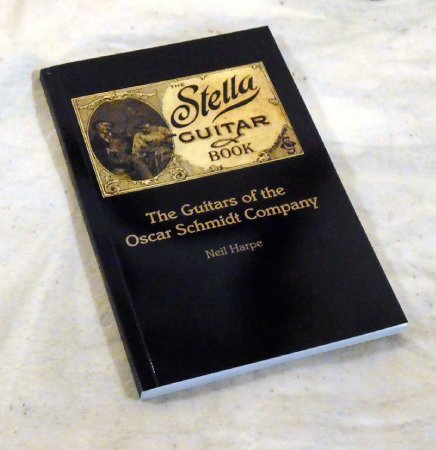 THE
Stella
GUITAR
BOOK
The Guitars of the
Oscar Schmidt Company
Neil Harpe